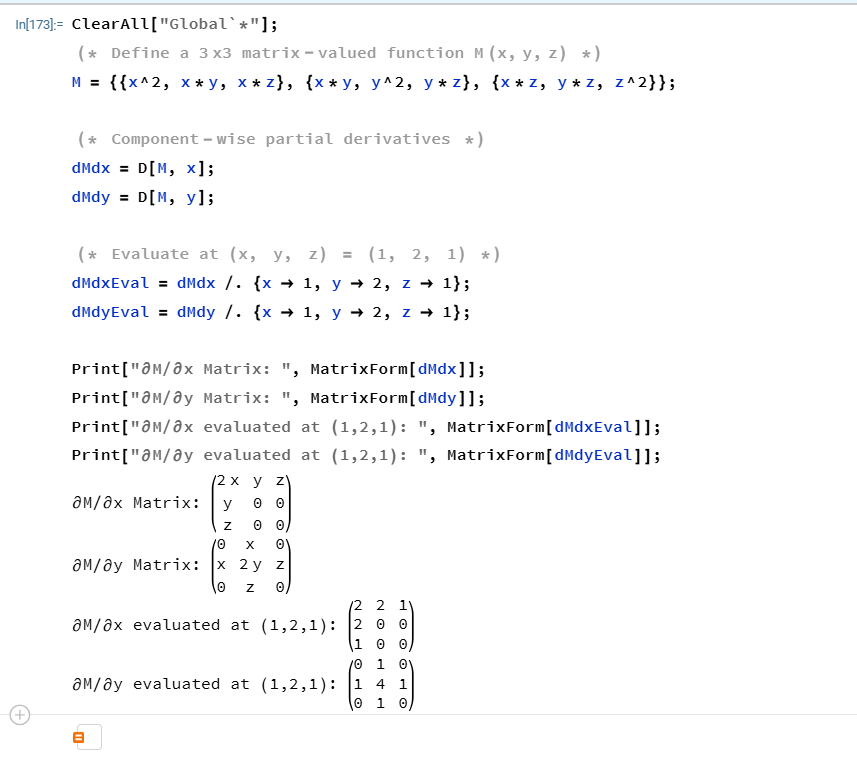 In[173]:= ClearAll["Global`*"];
(* Define a 3x3 matrix-valued function M(x, y, z) *)
M = {{x^2, x*y, x*z}, {x*y, y^2, y*z}, {x*z, y*z, z^2}};
(* Component-wise partial derivatives *)
dMdx = D[M, x];
dMdy = D[M, y];
(* Evaluate at (x, y, z) = (1, 2, 1) *)
dMdxEval = dMdx /. {x → 1, y → 2, z → 1};
dMdyEval = dMdy /. {x → 1, y → 2, z → 1};
Print["∂M/∂x Matrix: ", MatrixForm[dMdx]];
Print["∂M/∂y Matrix: ", MatrixForm[dMdy]];
Print["∂M/∂x evaluated at (1,2,1): ", MatrixForm[dMdxEval]];
Print["∂M/∂y evaluated at (1,2,1): ", MatrixForm[dMdyEval]];
∂M/∂x Matrix:
2 x y z
y 0 0
z 0 0
∂M/∂y Matrix:
0 x 0
x 2 y z
0 z 0
∂M/∂x evaluated at (1,2,1):
2 2 1
2 0 0
1 0 0
∂M/∂y evaluated at (1,2,1):
0 1 0
1 4 1
0 1 0